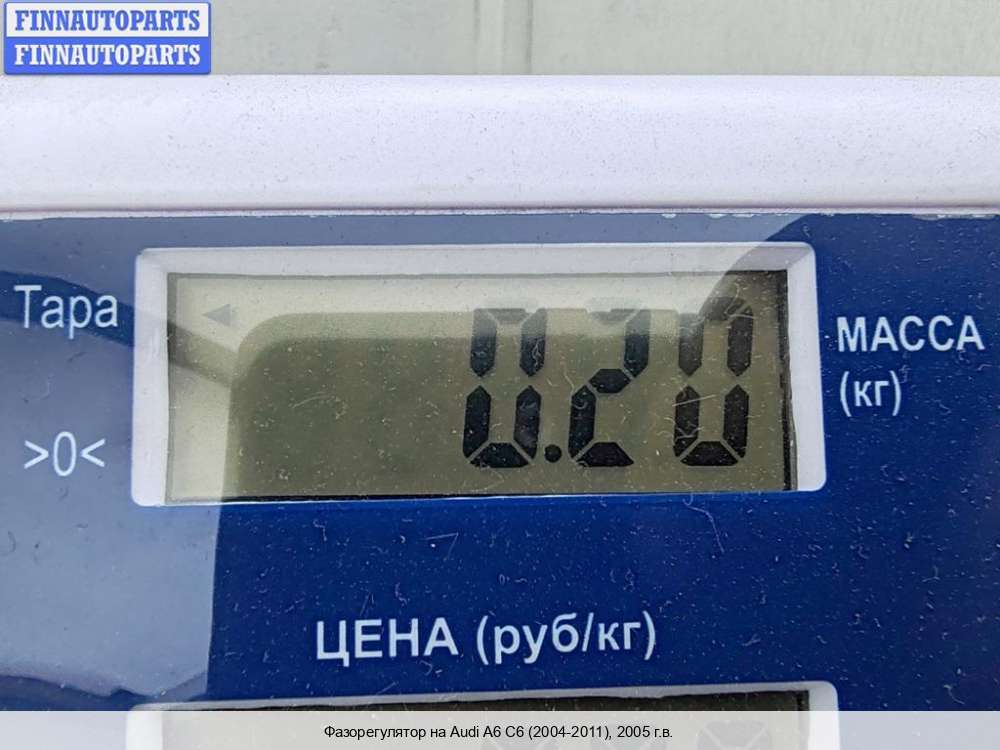 FINNAUTOPARTS
FINNAUTOPARTS
Тара
0.20
МАССА
(кг)
>0<
ЦЕНА (руб/кг)
Фазорегулятор на Audi A6 C6 (2004-2011), 2005 г.в.